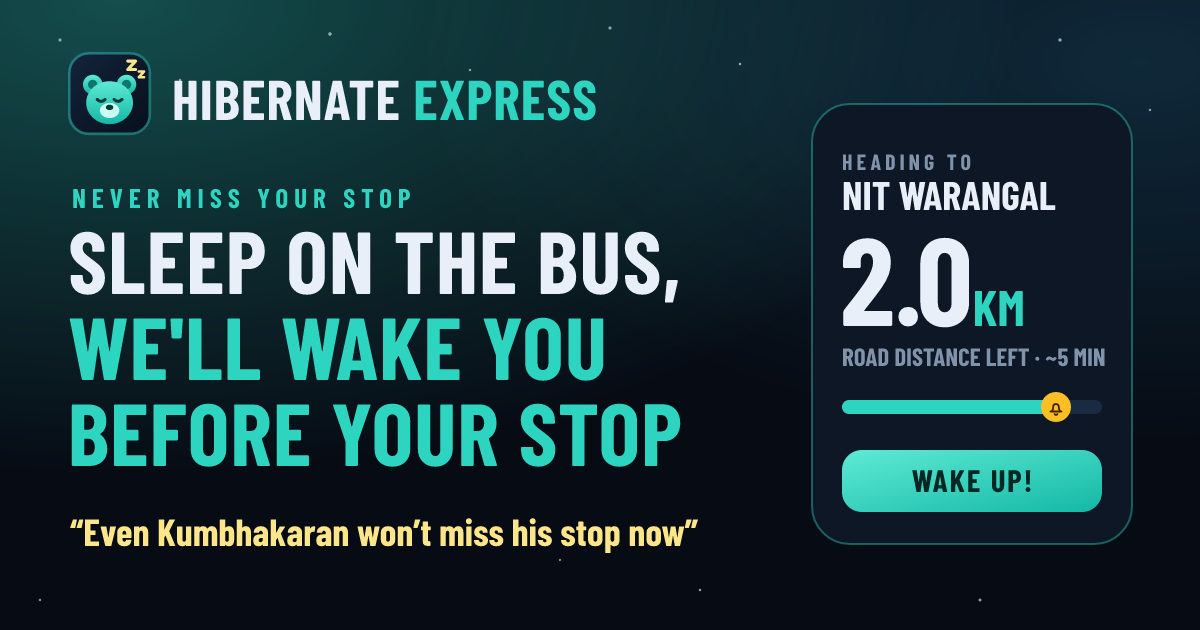 zz
HIBERNATE EXPRESS
NEVER MISS YOUR STOP
SLEEP ON THE BUS,
WE'LL WAKE YOU
BEFORE YOUR STOP
“Even Kumbhakaran won’t miss his stop now”
HEADING TO
NIT WARANGAL
2.0KM
ROAD DISTANCE LEFT · ~5 MIN
WAKE UP!